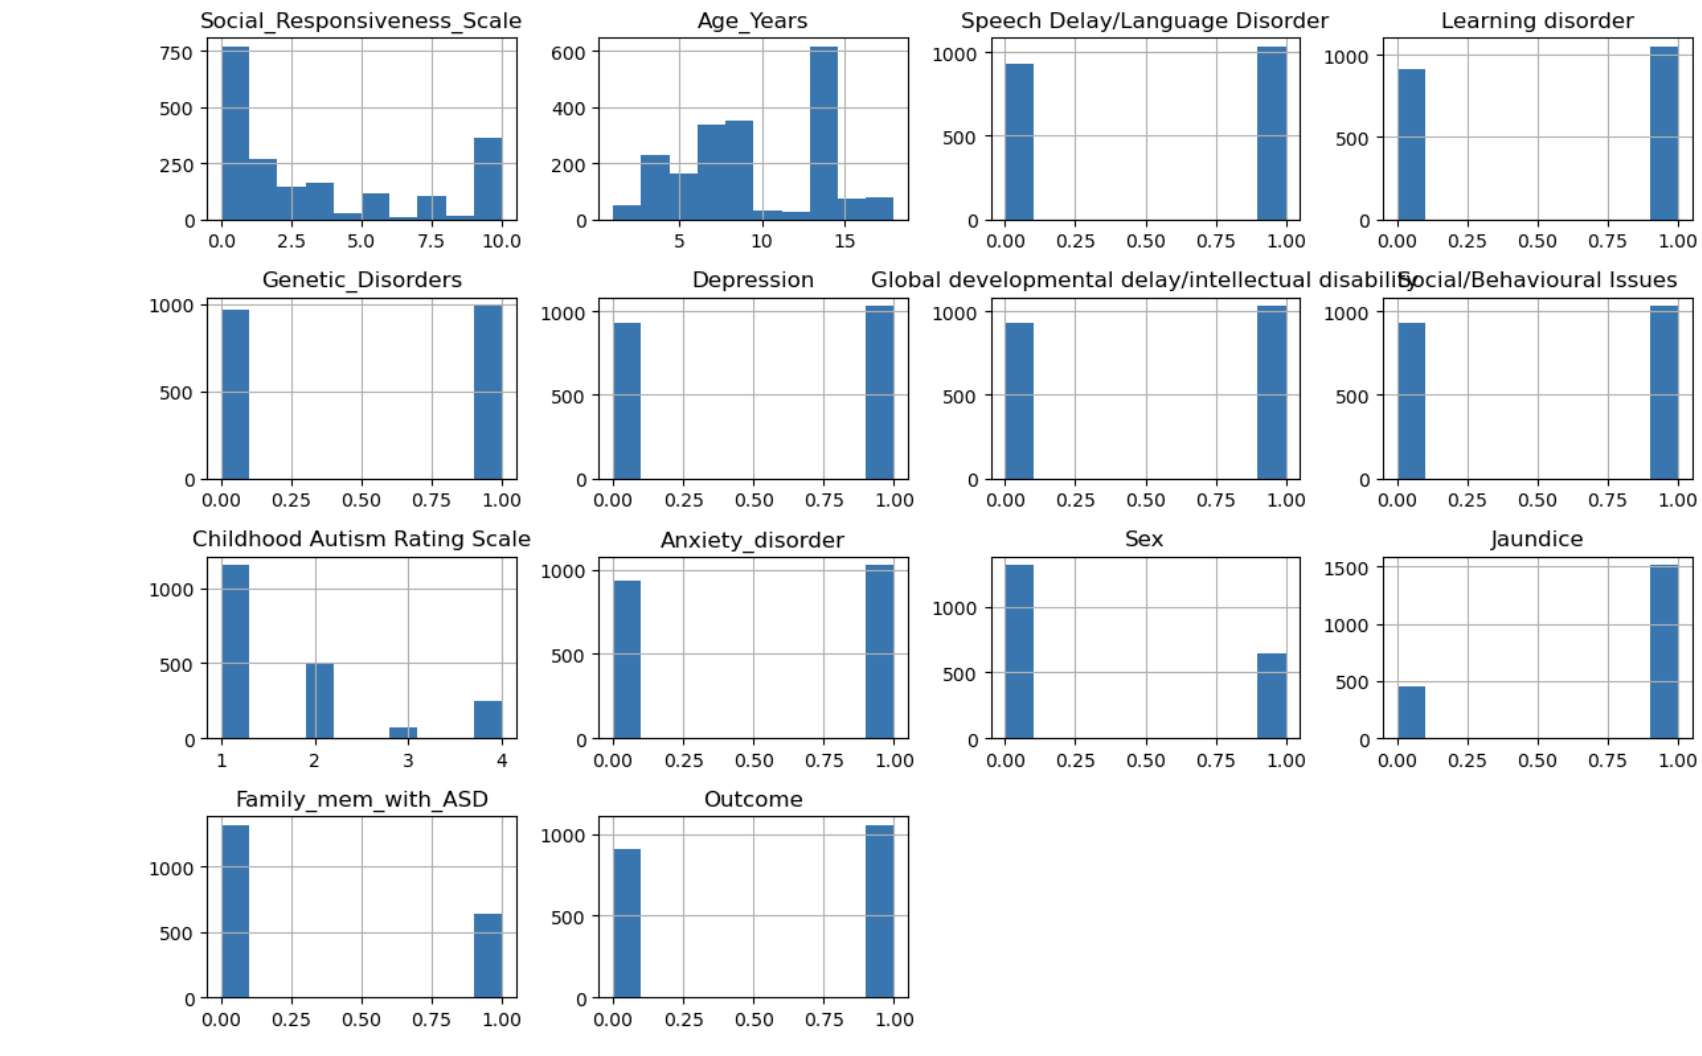 Social_Responsiveness_Scale
750
500
250
0
0.0 2.5 5.0 7.5 10.0
Age_Years
600
400
200
0
5 10 15
Speech Delay/Language Disorder
1000
500
0
0.00 0.25 0.50 0.75 1.00
Learning disorder
1000
500
0
0.00 0.25 0.50 0.75 1.00
Genetic_Disorders
1000
500
0
0.00 0.25 0.50 0.75 1.00
Depression
1000
500
0
0.00 0.25 0.50 0.75 1.00
Global developmental delay/intellectual disability
1000
500
0
0.00 0.25 0.50 0.75 1.00
Social/Behavioural Issues
1000
500
0
0.00 0.25 0.50 0.75 1.00
Childhood Autism Rating Scale
1000
500
0
1 2 3 4
Anxiety_disorder
1000
500
0
0.00 0.25 0.50 0.75 1.00
Sex
1000
500
0
0.00 0.25 0.50 0.75 1.00
Jaundice
1500
1000
500
0
0.00 0.25 0.50 0.75 1.00
Family_mem_with_ASD
1000
500
0
0.00 0.25 0.50 0.75 1.00
Outcome
1000
500
0
0.00 0.25 0.50 0.75 1.00